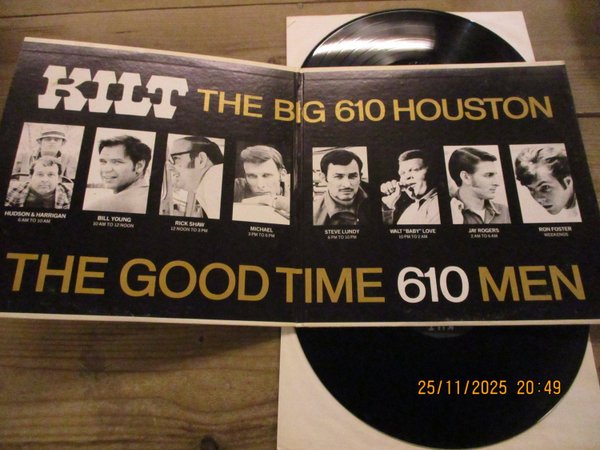 KILT THE BIG 610 HOUSTON
HUDSON & HARRIGAN
6 AM TO 10 AM
BILL YOUNG
10 AM TO 12 NOON
RICK SHAW
12 NOON TO 3 PM
MICHAEL
3 PM TO 6 PM
STEVE LUNDY
6 PM TO 10 PM
WALT "BABY" LOVE
10 PM TO 2 AM
JAY ROGERS
2 AM TO 6 AM
RON FOSTER
WEEKENDS
THE GOOD TIME 610 MEN
KILT
25/11/2025 20:49